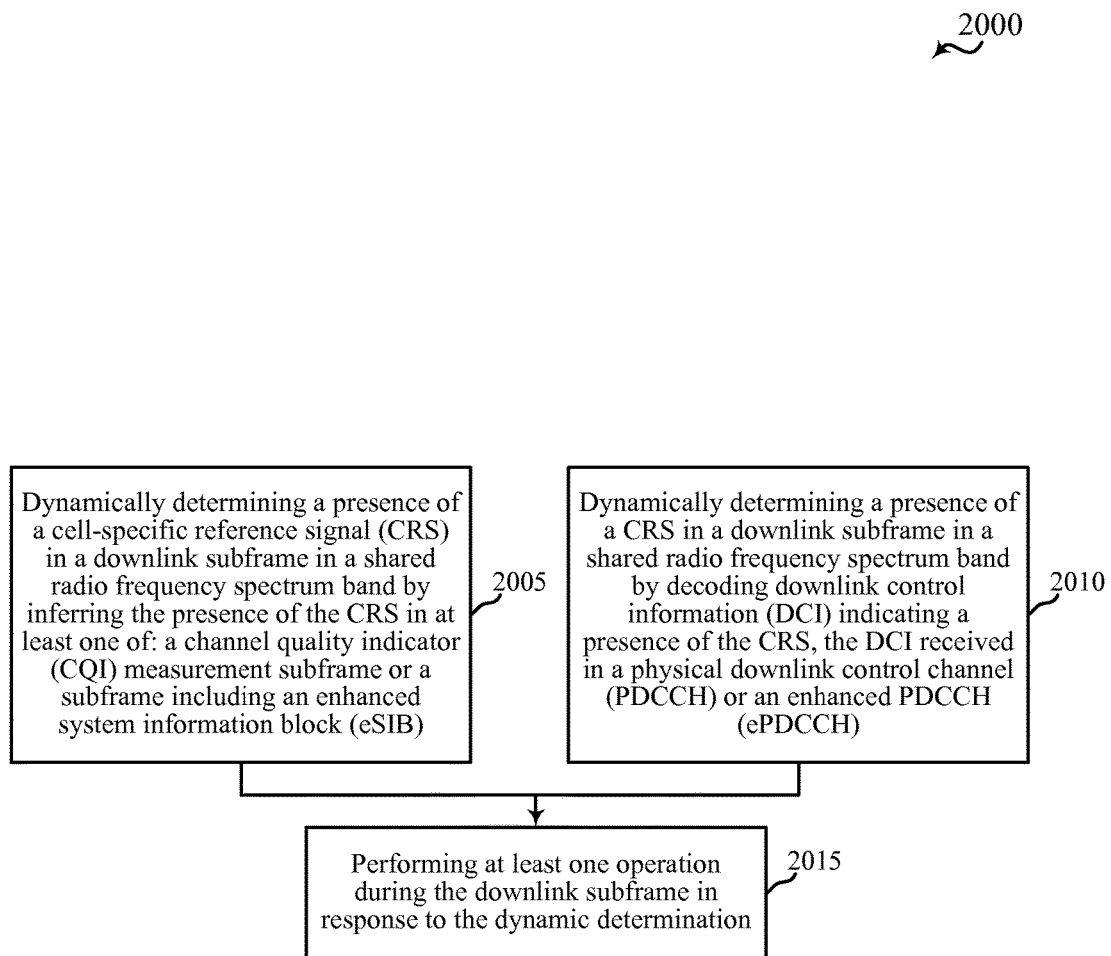 2000
Dynamically determining a presence of
a cell-specific reference signal (CRS)
in a downlink subframe in a shared
radio frequency spectrum band by
inferring the presence of the CRS in at
least one of: a channel quality indicator
(CQI) measurement subframe or a
subframe including an enhanced
system information block (eSIB)
2005
Dynamically determining a presence of
a CRS in a downlink subframe in a
shared radio frequency spectrum band
by decoding downlink control
information (DCI) indicating a
presence of the CRS, the DCI received
in a physical downlink control channel
(PDCCH) or an enhanced PDCCH
(ePDCCH)
2010
Performing at least one operation
during the downlink subframe in
response to the dynamic determination
2015